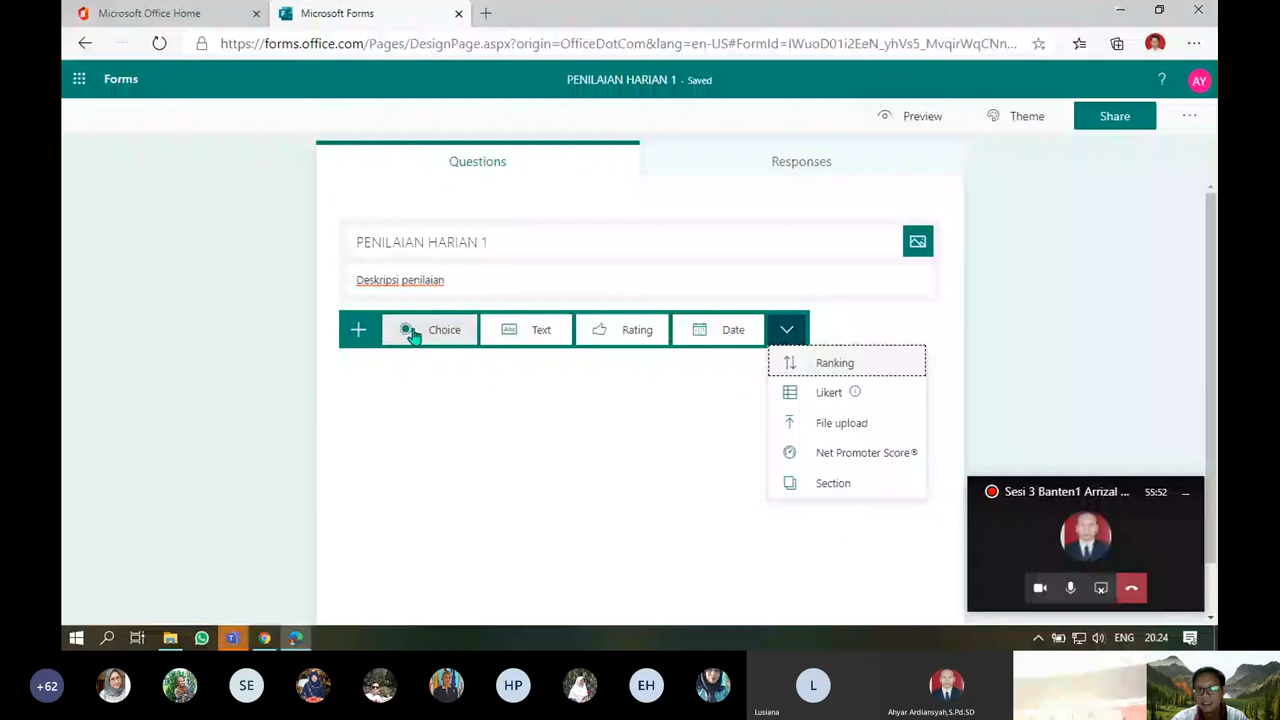 Microsoft Office Home
Microsoft Forms
https://forms.office.com/Pages/DesignPage.aspx?origin=OfficeDotCom&lang=en-US#FormId=IWuoD01i2EeN_yhVs5_MvqirWqCNn...
Forms
PENILAIAN HARIAN 1 - Saved
?
AY
Preview
Theme
Share
Questions
Responses
PENILAIAN HARIAN 1
Deskripsi penilaian
Choice
Abc
Text
Rating
Date
Ranking
Likert
File upload
Net Promoter Score®
Section
Sesi 3 Banten1 Arrizal ...
55:52
ENG
20.24
+62
SE
HP
EH
L
Lusiana
Ahyar Ardiansyah,S.Pd.SD